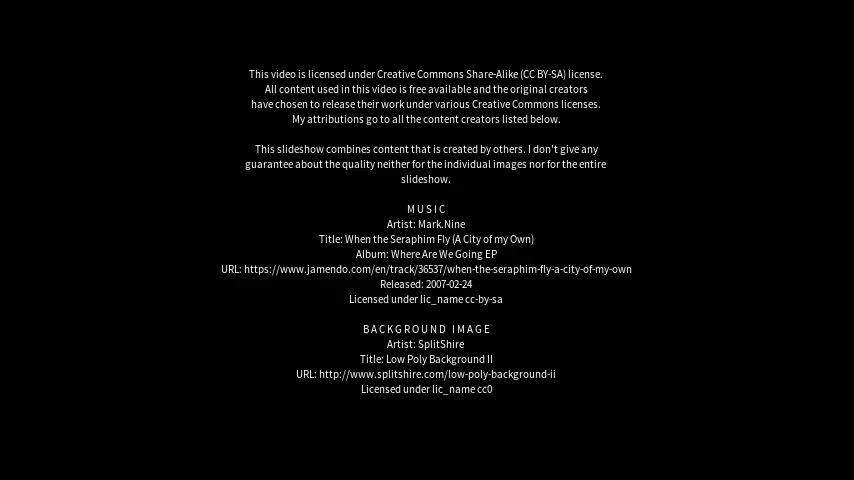 This video is licensed under Creative Commons Share-Alike (CC BY-SA) license.
All content used in this video is free available and the original creators
have chosen to release their work under various Creative Commons licenses.
My attributions go to all the content creators listed below.
This slideshow combines content that is created by others. I don't give any
guarantee about the quality neither for the individual images nor for the entire
slideshow.
MUSIC
Artist: Mark.Nine
Title: When the Seraphim Fly (A City of my Own)
Album: Where Are We Going EP
URL: https://www.jamendo.com/en/track/36537/when-the-seraphim-fly-a-city-of-my-own
Released: 2007-02-24
Licensed under lic_name cc-by-sa
BACKGROUND IMAGE
Artist: SplitShire
Title: Low Poly Background II
URL: http://www.splitshire.com/low-poly-background-ii
Licensed under lic_name cc0